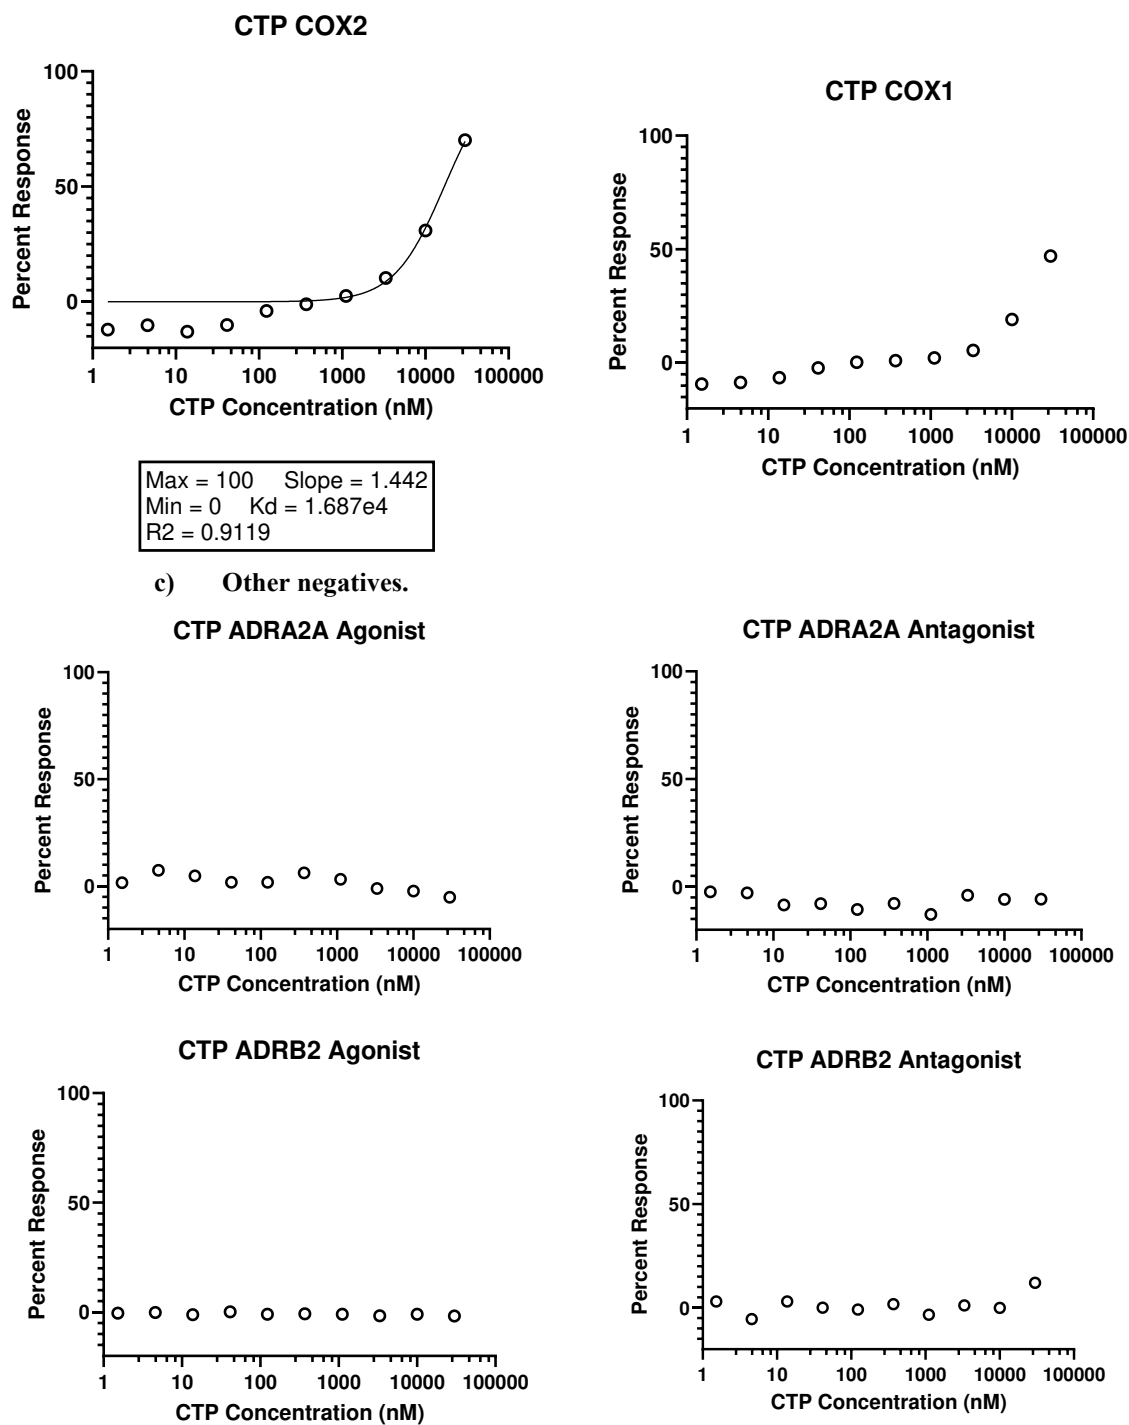 CTP COX2
100
50
0
Percent Response
1 10 100 1000 10000 100000
CTP Concentration (nM)
Max = 100 Slope = 1.442
Min = 0 Kd = 1.687e4
R2 = 0.9119
CTP COX1
100
50
0
Percent Response
1 10 100 1000 10000 100000
CTP Concentration (nM)
c) Other negatives.
CTP ADRA2A Agonist
100
50
0
Percent Response
1 10 100 1000 10000 100000
CTP Concentration (nM)
CTP ADRA2A Antagonist
100
50
0
Percent Response
1 10 100 1000 10000 100000
CTP Concentration (nM)
CTP ADRB2 Agonist
100
50
0
Percent Response
1 10 100 1000 10000 100000
CTP Concentration (nM)
CTP ADRB2 Antagonist
100
50
0
Percent Response
1 10 100 1000 10000 100000
CTP Concentration (nM)